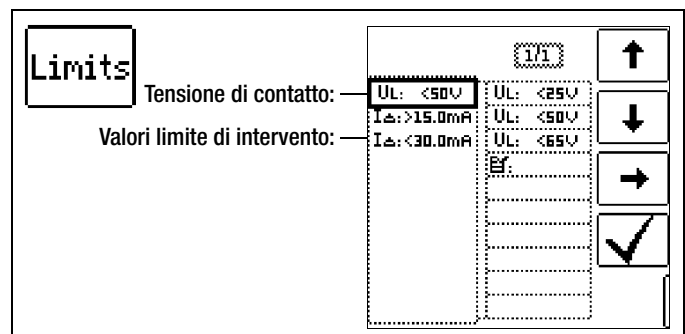 Limits
1/1
Tensione di contatto:
UL: <50V
UL: <25V
Valori limite di intervento:
IΔ:>15.0mA
UL: <50V
IΔ:<30.0mA
UL: <65V